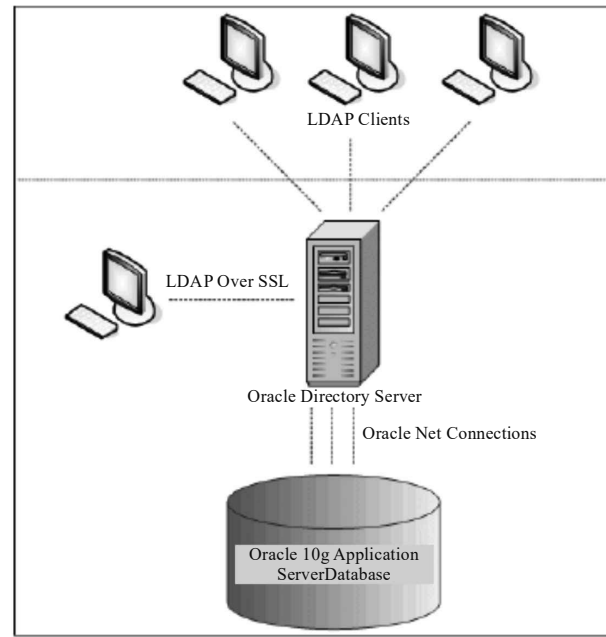 LDAP Clients
LDAP Over SSL
Oracle Directory Server
Oracle Net Connections
Oracle 10g Application
ServerDatabase